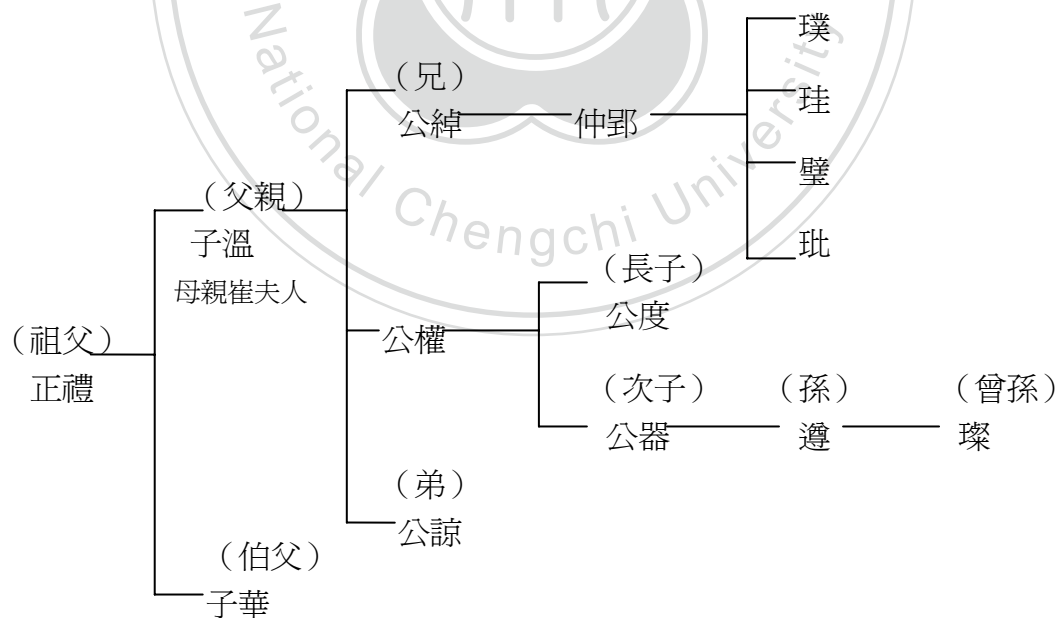 璞
（兄）
公綽
仲郢
珪
璧
（父親）
子溫
母親崔夫人
玭
（長子）
公度
（祖父）
正禮
公權
（次子）
公器
（孫）
遵
（曾孫）
璨
（弟）
公諒
（伯父）
子華
National Chengchi University